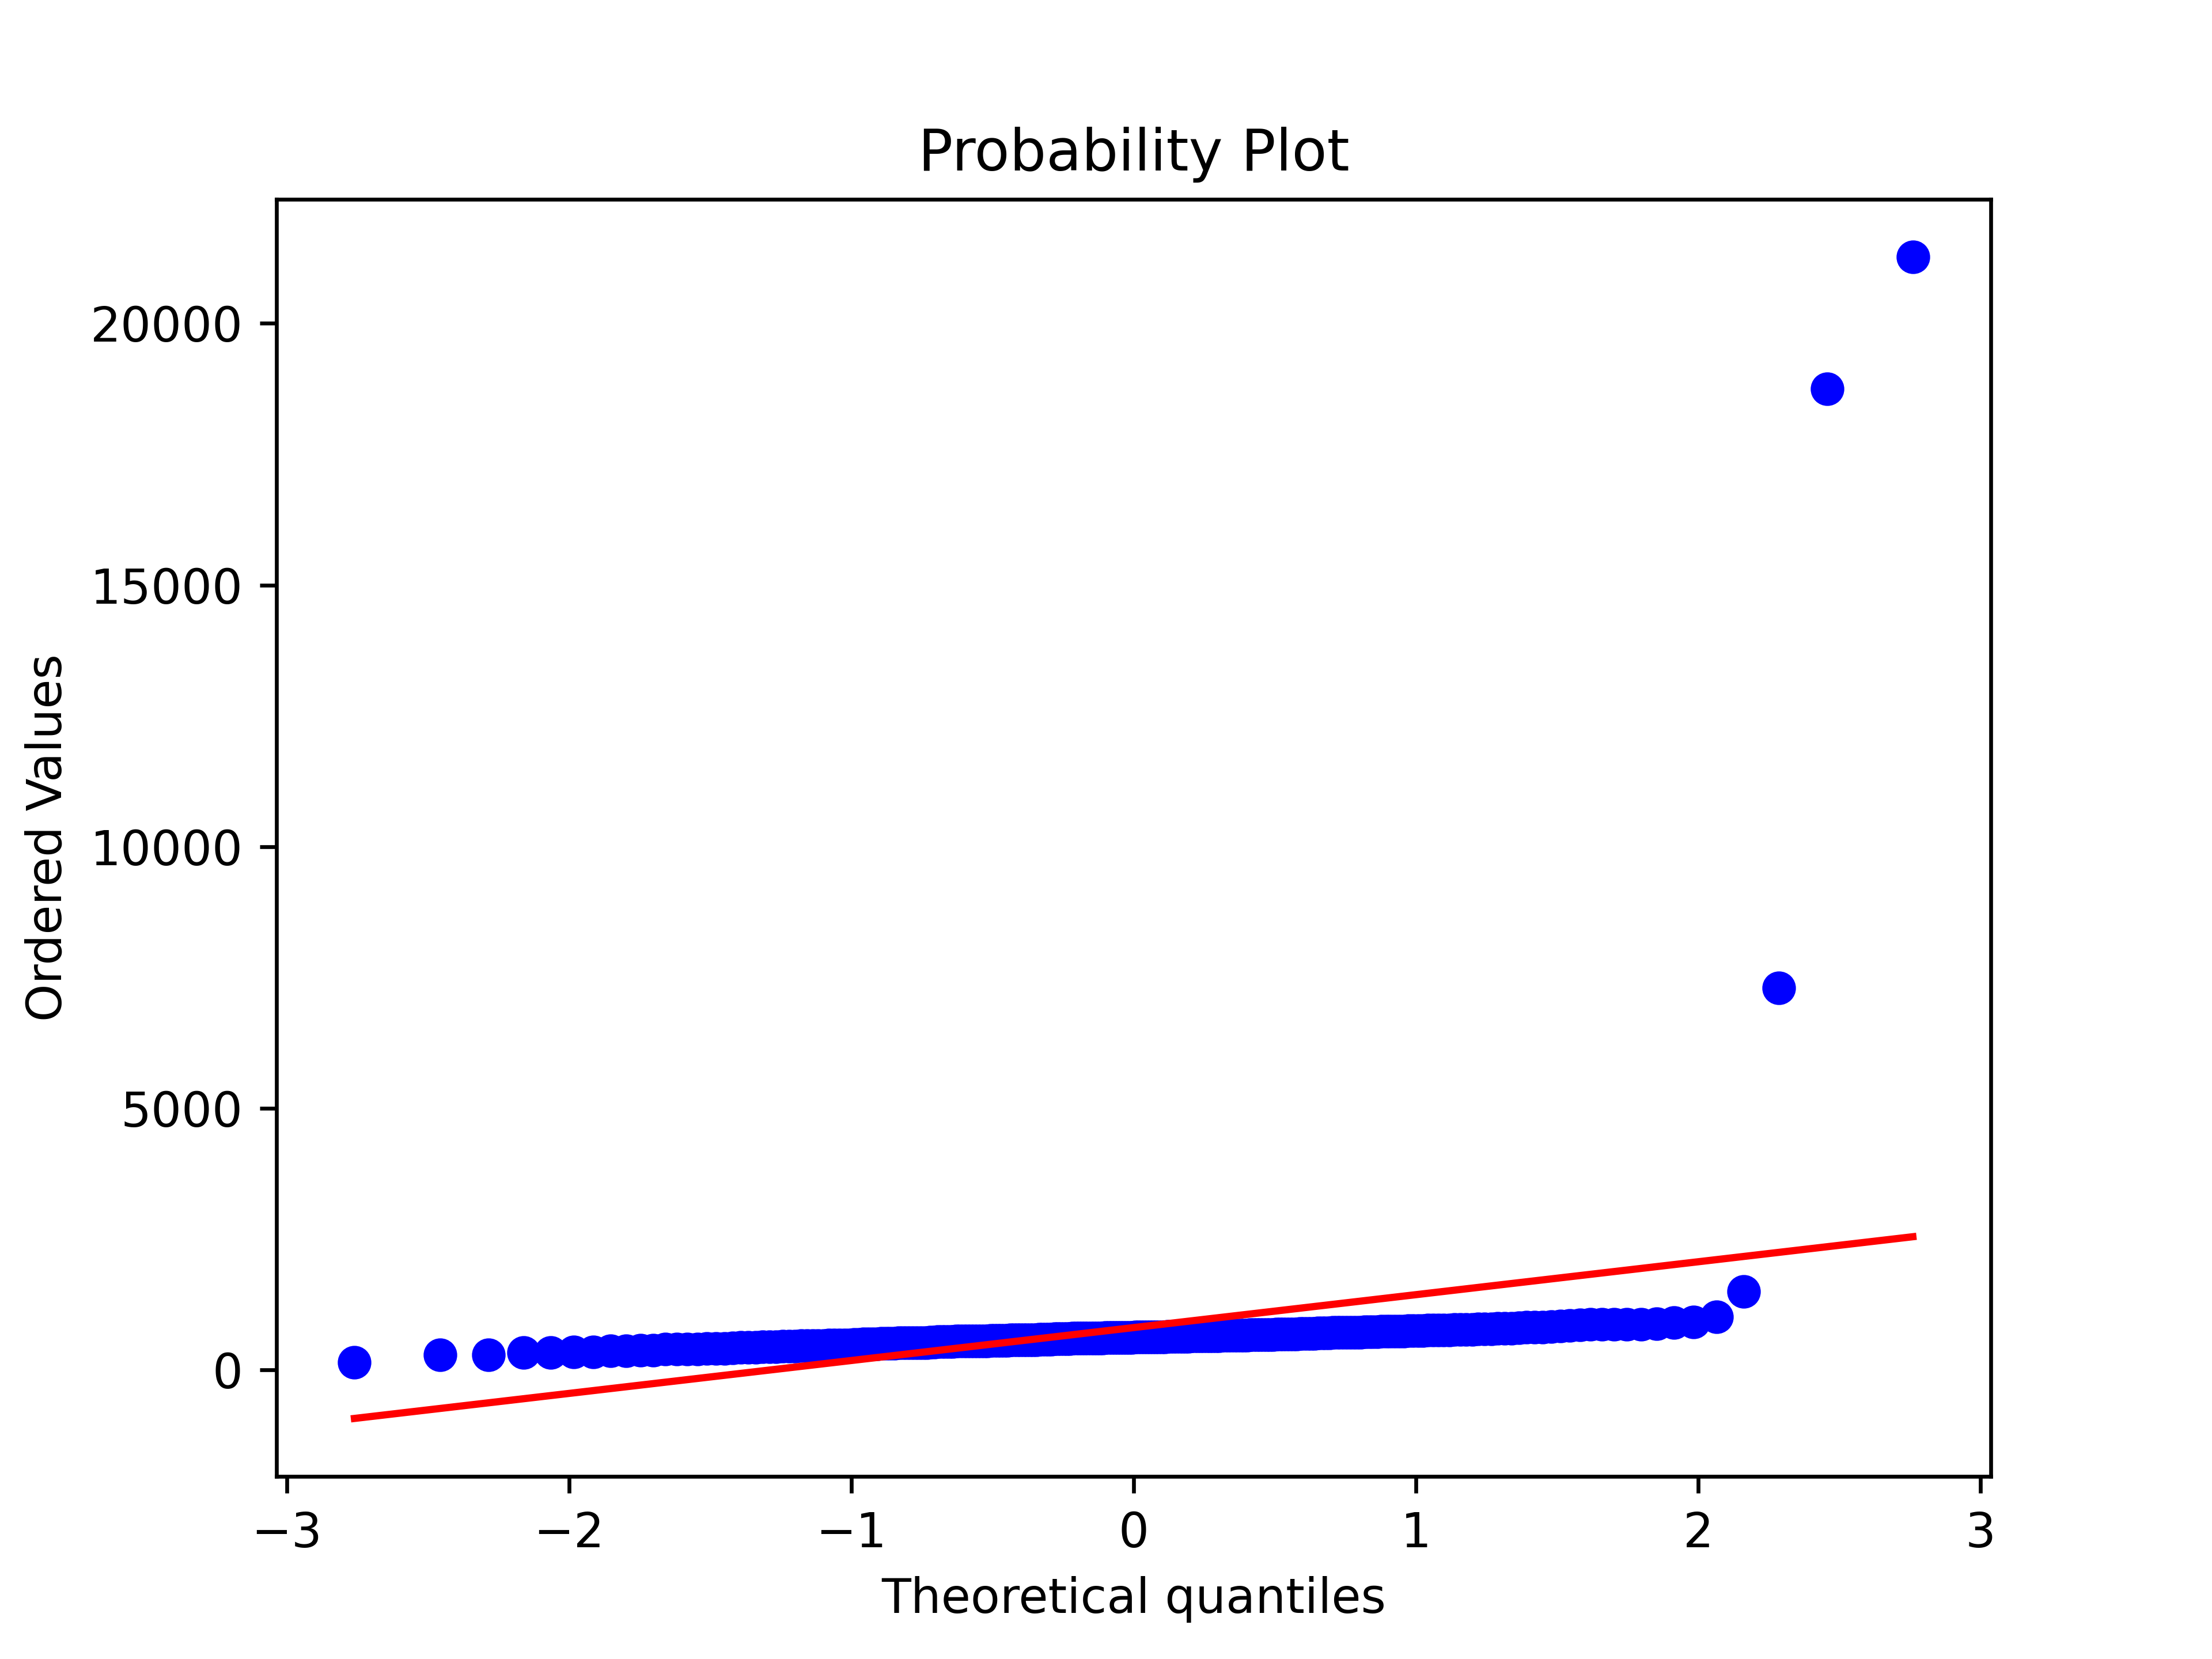 Probability Plot
20000
15000
10000
5000
0
Ordered Values
−3 −2 −1 0 1 2 3
Theoretical quantiles